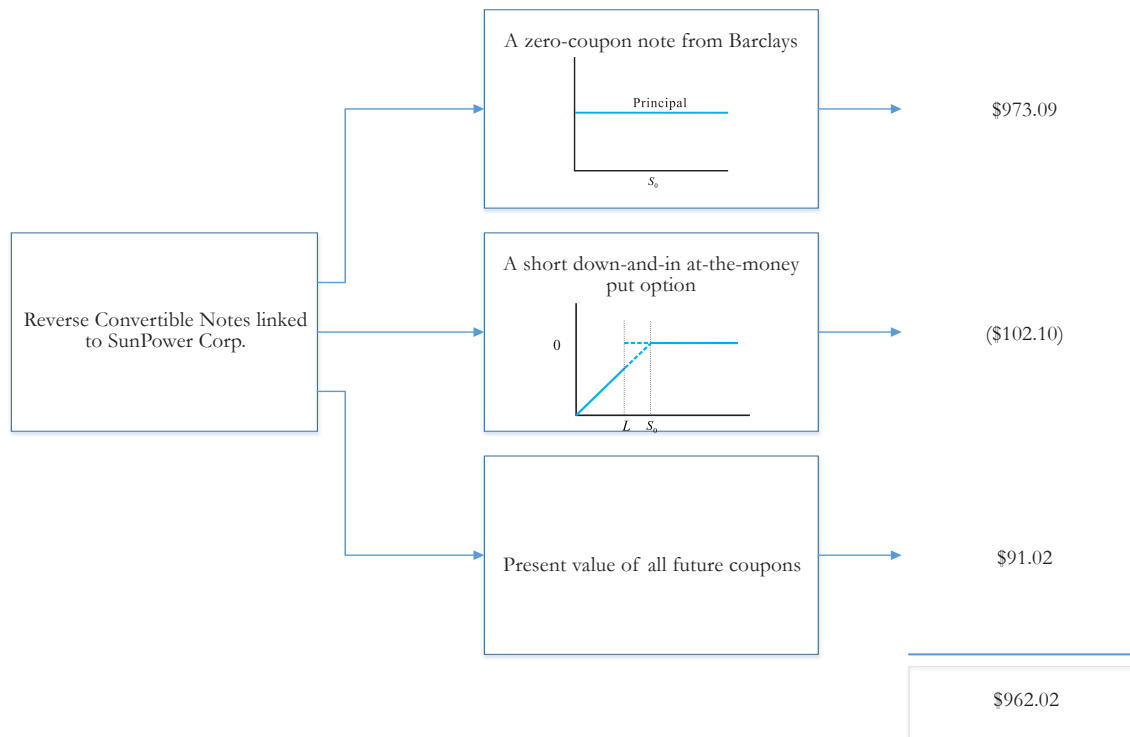 A zero-coupon note from Barclays
Principal
S₀
$973.09
Reverse Convertible Notes linked
to SunPower Corp.
A short down-and-in at-the-money
put option
0
L S₀
($102.10)
Present value of all future coupons
$91.02
$962.02